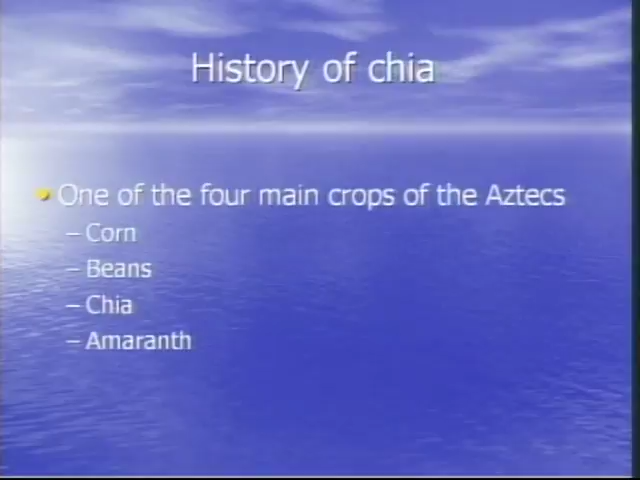 History of chia
• One of the four main crops of the Aztecs
– Corn
– Beans
– Chia
– Amaranth